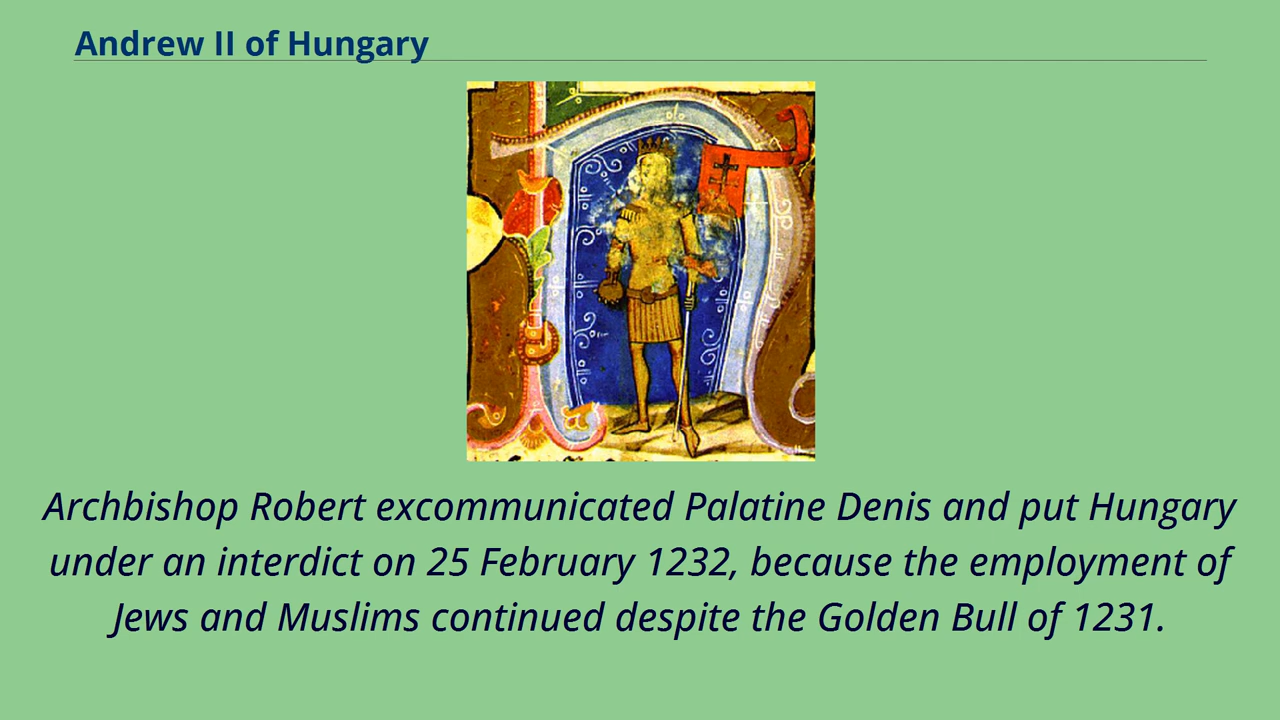 Andrew II of Hungary
Archbishop Robert excommunicated Palatine Denis and put Hungary
under an interdict on 25 February 1232, because the employment of
Jews and Muslims continued despite the Golden Bull of 1231.